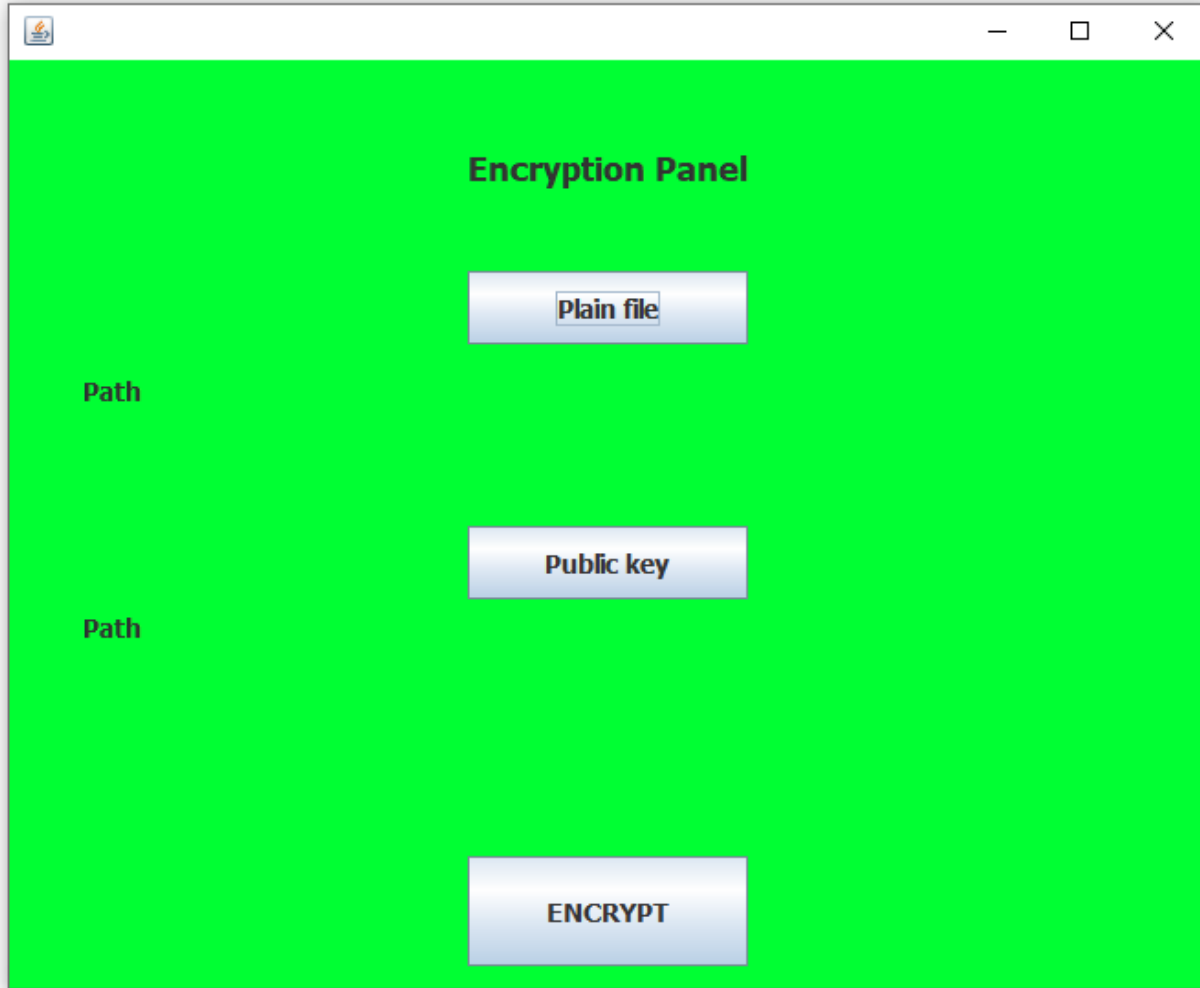 Encryption Panel
Plain file
Path
Public key
Path
ENCRYPT